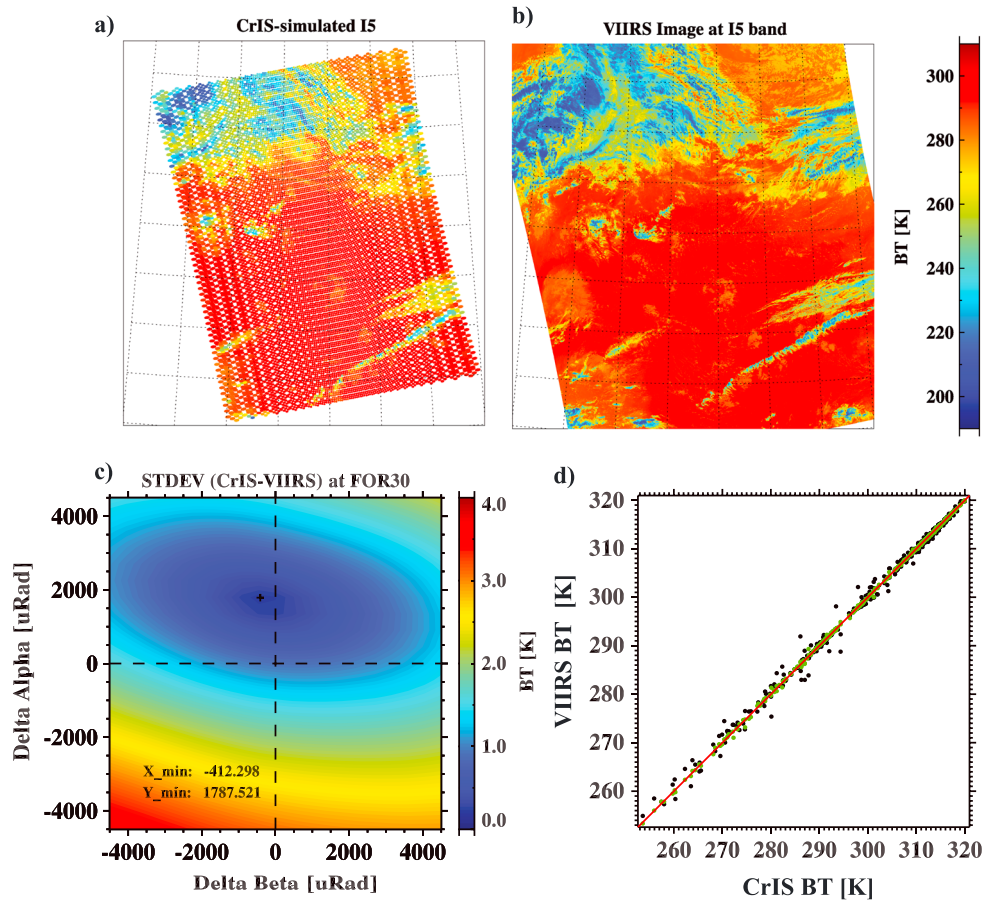 a)
CrIS-simulated I5
b)
VIIRS Image at I5 band
300
280
260
240
220
200
BT [K]
c)
STDEV (CrIS-VIIRS) at FOR30
4000
2000
0
-2000
-4000
Delta Alpha [uRad]
X_min: -412.298
Y_min: 1787.521
-4000 -2000 0 2000 4000
Delta Beta [uRad]
4.0
3.0
2.0
1.0
0.0
BT [K]
d)
320
310
300
290
280
270
260
VIIRS BT [K]
260 270 280 290 300 310 320
CrIS BT [K]